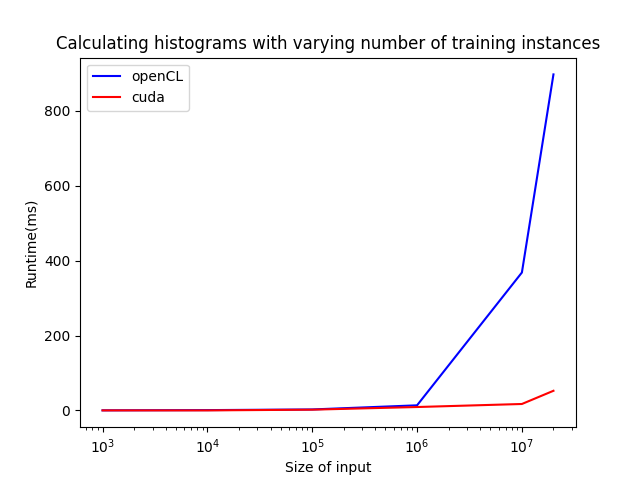 Calculating histograms with varying number of training instances
openCL
cuda
800
600
400
200
0
Runtime(ms)
10³ 10⁴ 10⁵ 10⁶ 10⁷
Size of input